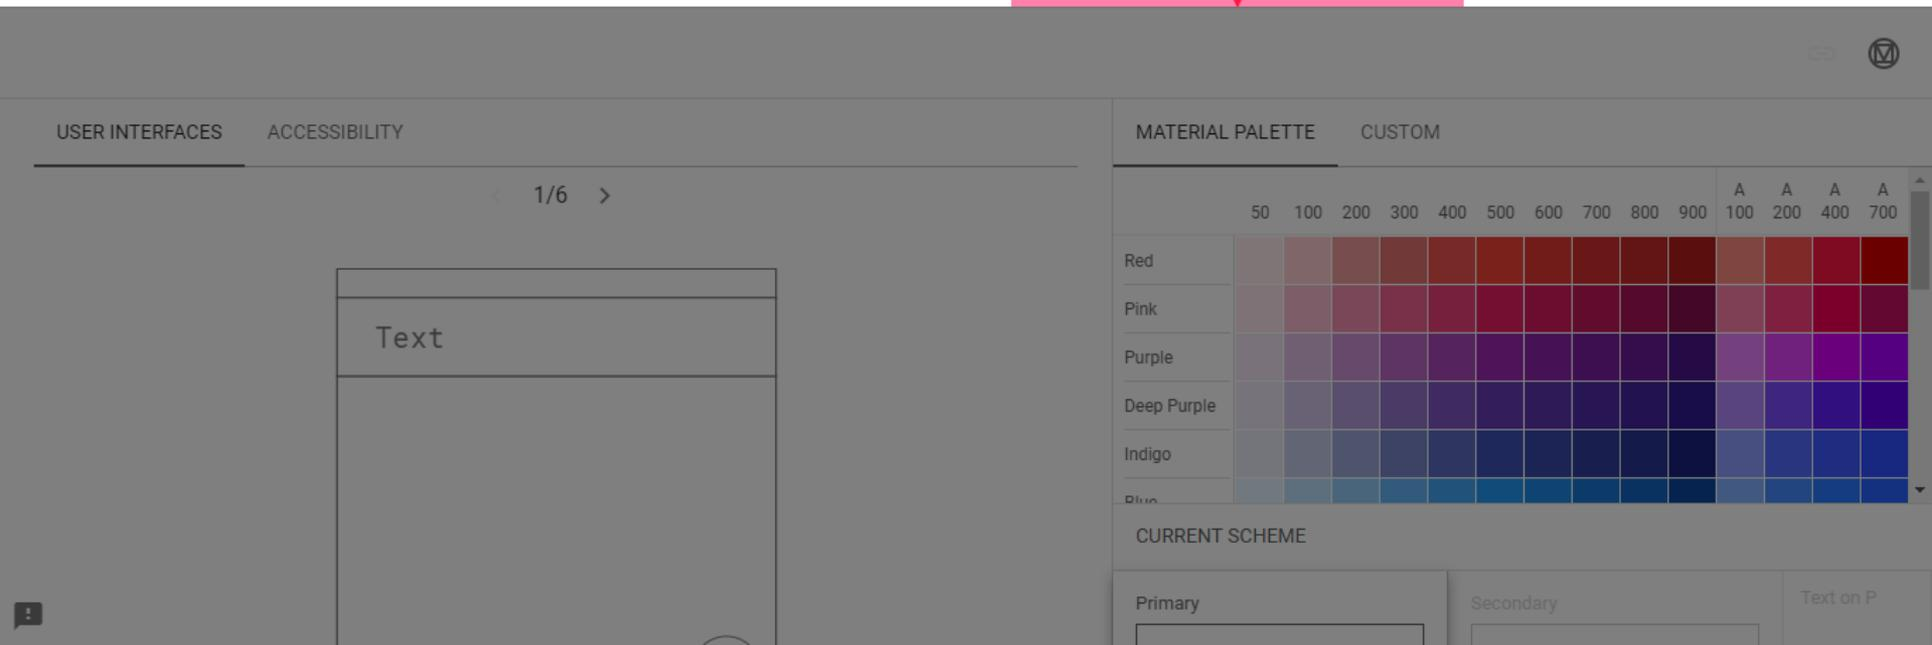 USER INTERFACES ACCESSIBILITY
MATERIAL PALETTE CUSTOM
1/6
A A A A
50 100 200 300 400 500 600 700 800 900 100 200 400 700
Red
Text
Pink
Purple
Deep Purple
Indigo
Blue
CURRENT SCHEME
Primary
Secondary
Text on P